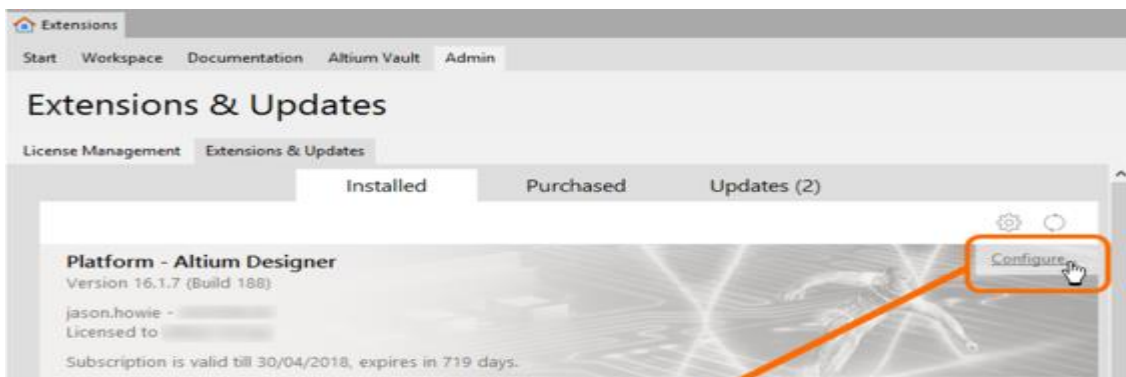 Extensions
Start Workspace Documentation Altium Vault Admin
Extensions & Updates
License Management Extensions & Updates
Installed Purchased Updates (2)
Configure
Platform - Altium Designer
Version 16.1.7 (Build 188)
jason.howie -
Licensed to
Subscription is valid till 30/04/2018, expires in 719 days.